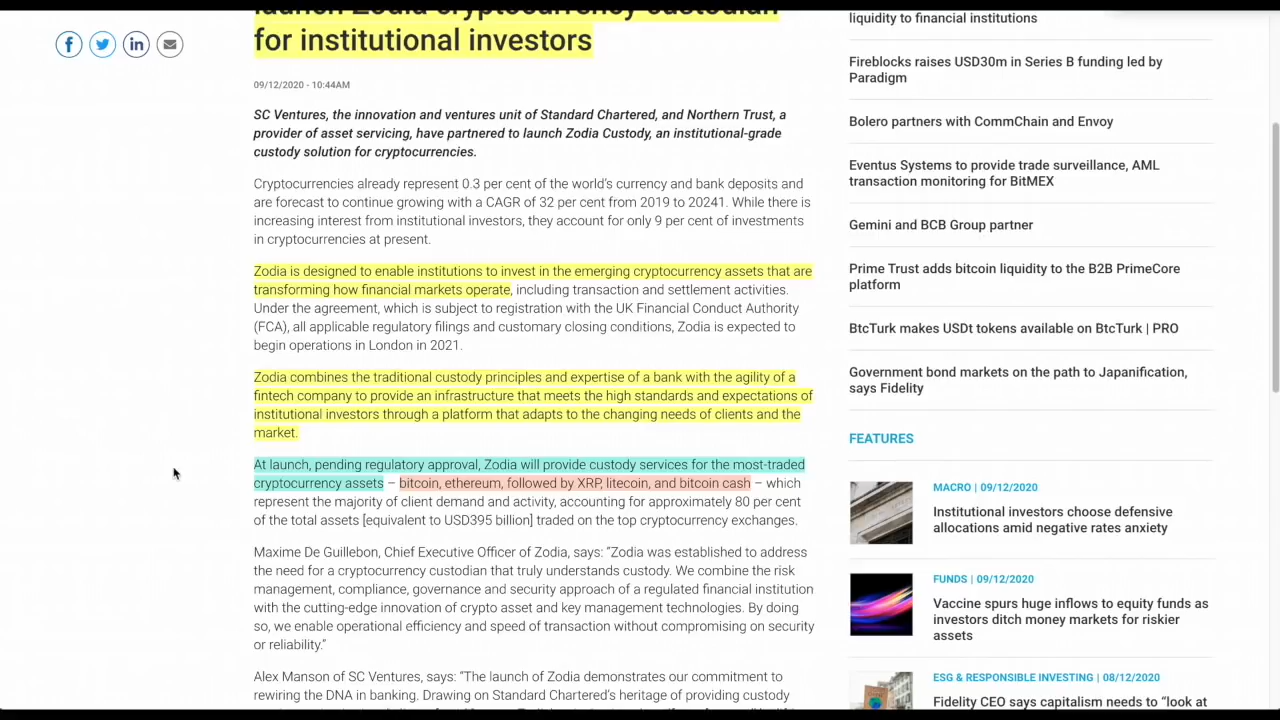 launch Zodia cryptocurrency custodian
for institutional investors
09/12/2020 - 10:44AM
SC Ventures, the innovation and ventures unit of Standard Chartered, and Northern Trust, a
provider of asset servicing, have partnered to launch Zodia Custody, an institutional-grade
custody solution for cryptocurrencies.
Cryptocurrencies already represent 0.3 per cent of the world's currency and bank deposits and
are forecast to continue growing with a CAGR of 32 per cent from 2019 to 20241. While there is
increasing interest from institutional investors, they account for only 9 per cent of investments
in cryptocurrencies at present.
Zodia is designed to enable institutions to invest in the emerging cryptocurrency assets that are
transforming how financial markets operate, including transaction and settlement activities.
Under the agreement, which is subject to registration with the UK Financial Conduct Authority
(FCA), all applicable regulatory filings and customary closing conditions, Zodia is expected to
begin operations in London in 2021.
Zodia combines the traditional custody principles and expertise of a bank with the agility of a
fintech company to provide an infrastructure that meets the high standards and expectations of
institutional investors through a platform that adapts to the changing needs of clients and the
market.
At launch, pending regulatory approval, Zodia will provide custody services for the most-traded
cryptocurrency assets – bitcoin, ethereum, followed by XRP, litecoin, and bitcoin cash – which
represent the majority of client demand and activity, accounting for approximately 80 per cent
of the total assets [equivalent to USD395 billion] traded on the top cryptocurrency exchanges.
Maxime De Guillebon, Chief Executive Officer of Zodia, says: “Zodia was established to address
the need for a cryptocurrency custodian that truly understands custody. We combine the risk
management, compliance, governance and security approach of a regulated financial institution
with the cutting-edge innovation of crypto asset and key management technologies. By doing
so, we enable operational efficiency and speed of transaction without compromising on security
or reliability.”
Alex Manson of SC Ventures, says: “The launch of Zodia demonstrates our commitment to
rewiring the DNA in banking. Drawing on Standard Chartered's heritage of providing custody
liquidity to financial institutions
Fireblocks raises USD30m in Series B funding led by
Paradigm
Bolero partners with CommChain and Envoy
Eventus Systems to provide trade surveillance, AML
transaction monitoring for BitMEX
Gemini and BCB Group partner
Prime Trust adds bitcoin liquidity to the B2B PrimeCore
platform
BtcTurk makes USDt tokens available on BtcTurk | PRO
Government bond markets on the path to Japanification,
says Fidelity
FEATURES
MACRO | 09/12/2020
Institutional investors choose defensive
allocations amid negative rates anxiety
FUNDS | 09/12/2020
Vaccine spurs huge inflows to equity funds as
investors ditch money markets for riskier
assets
ESG & RESPONSIBLE INVESTING | 08/12/2020
Fidelity CEO says capitalism needs to “look at